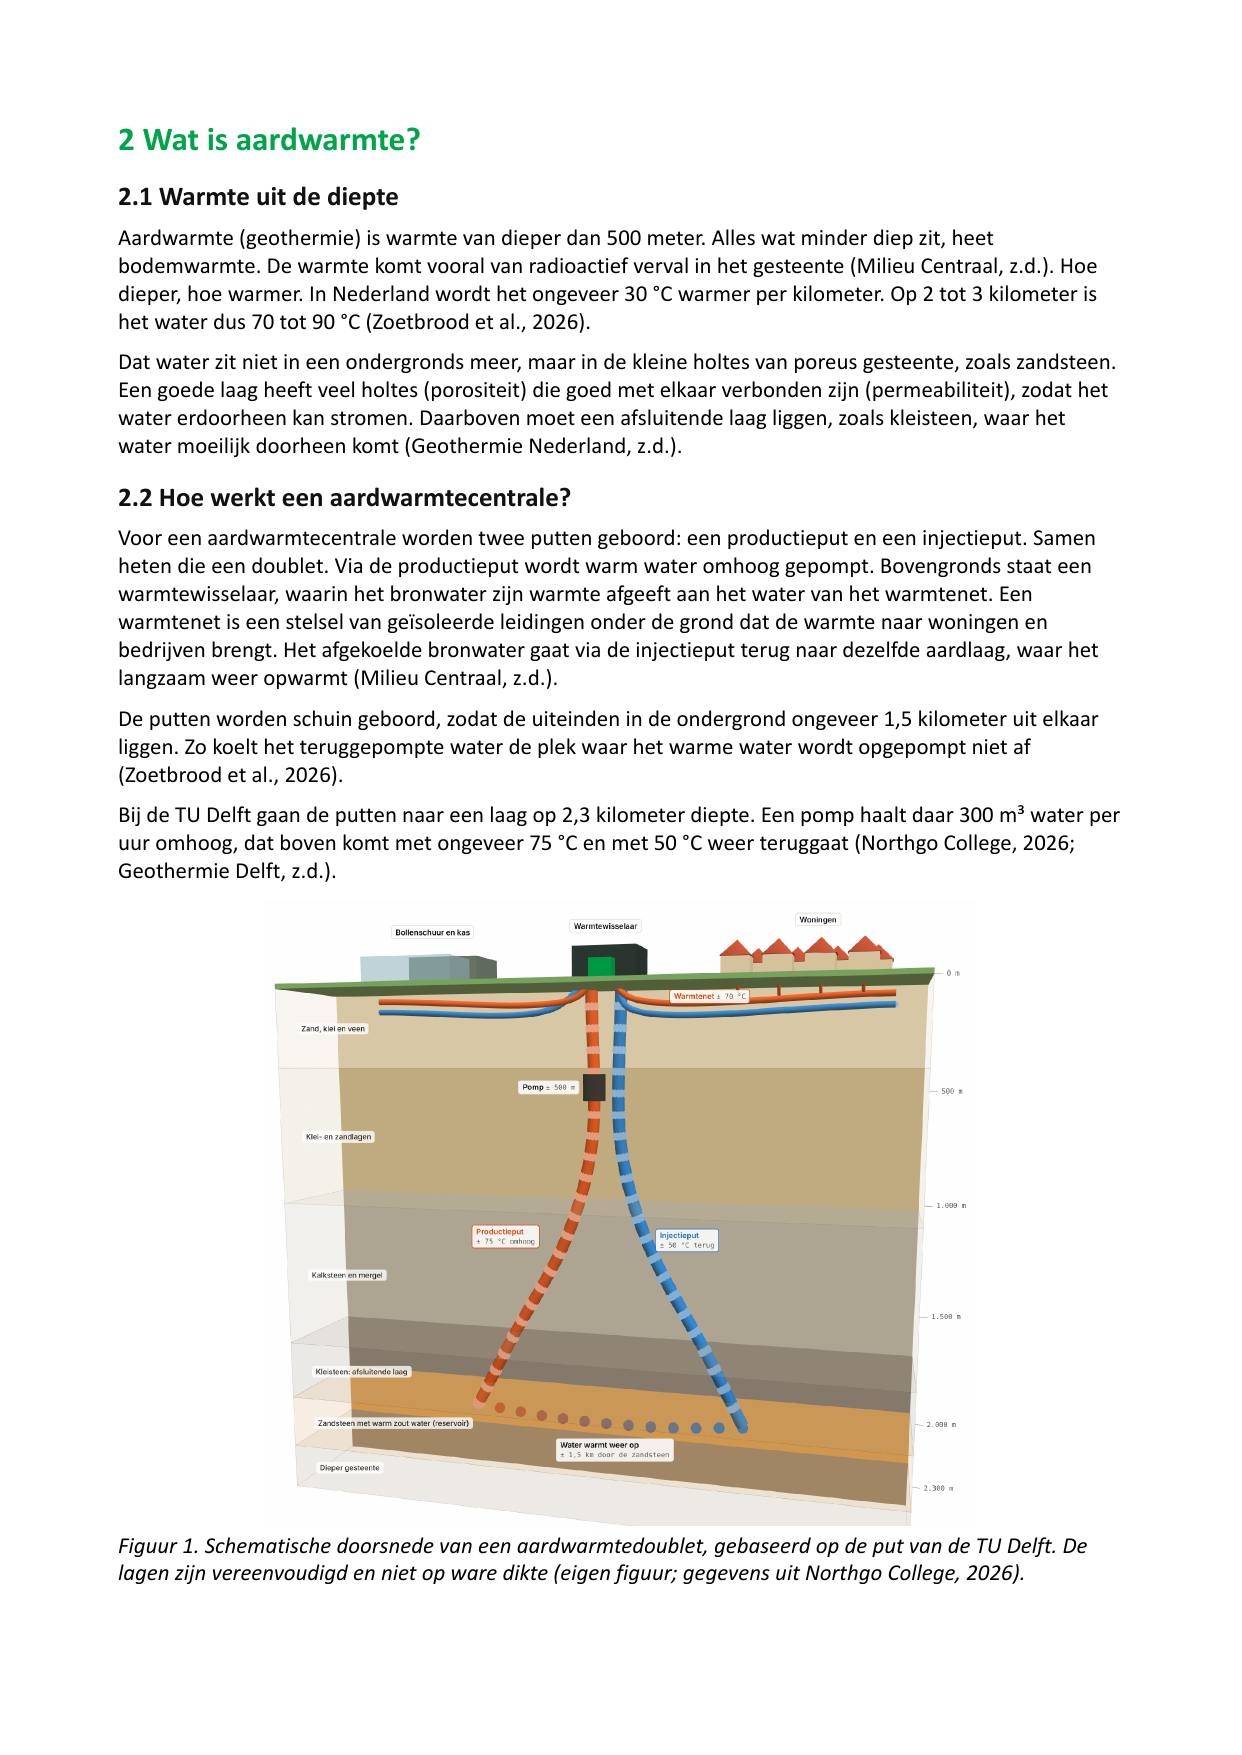 2 Wat is aardwarmte?
2.1 Warmte uit de diepte
Aardwarmte (geothermie) is warmte van dieper dan 500 meter. Alles wat minder diep zit, heet
bodemwarmte. De warmte komt vooral van radioactief verval in het gesteente (Milieu Centraal, z.d.). Hoe
dieper, hoe warmer. In Nederland wordt het ongeveer 30 °C warmer per kilometer. Op 2 tot 3 kilometer is
het water dus 70 tot 90 °C (Zoetbrood et al., 2026).
Dat water zit niet in een ondergronds meer, maar in de kleine holtes van poreus gesteente, zoals zandsteen.
Een goede laag heeft veel holtes (porositeit) die goed met elkaar verbonden zijn (permeabiliteit), zodat het
water erdoorheen kan stromen. Daarboven moet een afsluitende laag liggen, zoals kleisteen, waar het
water moeilijk doorheen komt (Geothermie Nederland, z.d.).
2.2 Hoe werkt een aardwarmtecentrale?
Voor een aardwarmtecentrale worden twee putten geboord: een productieput en een injectieput. Samen
heten die een doublet. Via de productieput wordt warm water omhoog gepompt. Bovengronds staat een
warmtewisselaar, waarin het bronwater zijn warmte afgeeft aan het water van het warmtenet. Een
warmtenet is een stelsel van geïsoleerde leidingen onder de grond dat de warmte naar woningen en
bedrijven brengt. Het afgekoelde bronwater gaat via de injectieput terug naar dezelfde aardlaag, waar het
langzaam weer opwarmt (Milieu Centraal, z.d.).
De putten worden schuin geboord, zodat de uiteinden in de ondergrond ongeveer 1,5 kilometer uit elkaar
liggen. Zo koelt het teruggepompte water de plek waar het warme water wordt opgepompt niet af
(Zoetbrood et al., 2026).
Bij de TU Delft gaan de putten naar een laag op 2,3 kilometer diepte. Een pomp haalt daar 300 m³ water per
uur omhoog, dat boven komt met ongeveer 75 °C en met 50 °C weer teruggaat (Northgo College, 2026;
Geothermie Delft, z.d.).
Bollenschuur en kas
Warmtewisselaar
Woningen
0 m
Warmtenet ± 70 °C
Zand, klei en veen
Pomp ± 500 m
500 m
Klei- en zandlagen
1.000 m
Productieput
± 75 °C omhoog
Injectieput
± 50 °C terug
Kalksteen en mergel
1.500 m
Kleisteen: afsluitende laag
Zandsteen met warm zout water (reservoir)
2.000 m
Water warmt weer op
± 1,5 km door de zandsteen
Dieper gesteente
2.300 m
Figuur 1. Schematische doorsnede van een aardwarmtedoublet, gebaseerd op de put van de TU Delft. De
lagen zijn vereenvoudigd en niet op ware dikte (eigen figuur; gegevens uit Northgo College, 2026).